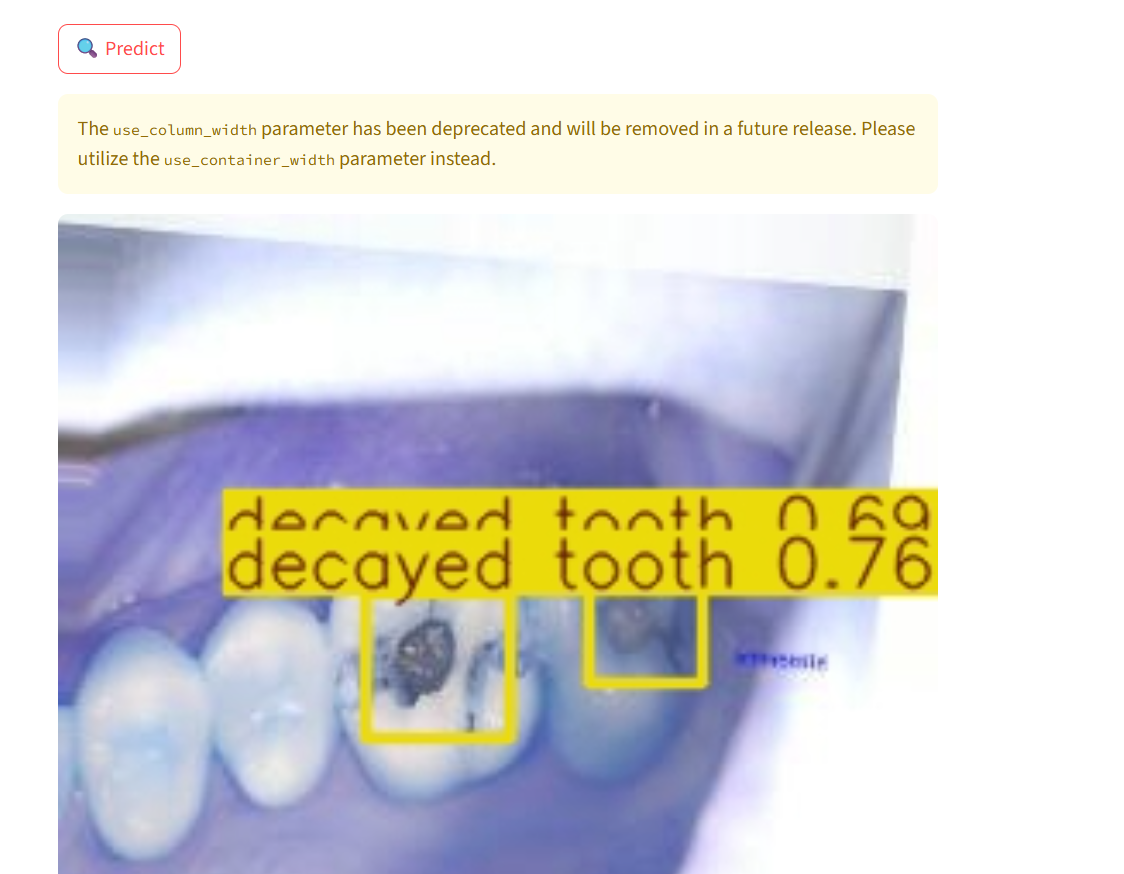 Predict
The use_column_width parameter has been deprecated and will be removed in a future release. Please
utilize the use_container_width parameter instead.
decayed tooth 0.69
decayed tooth 0.76